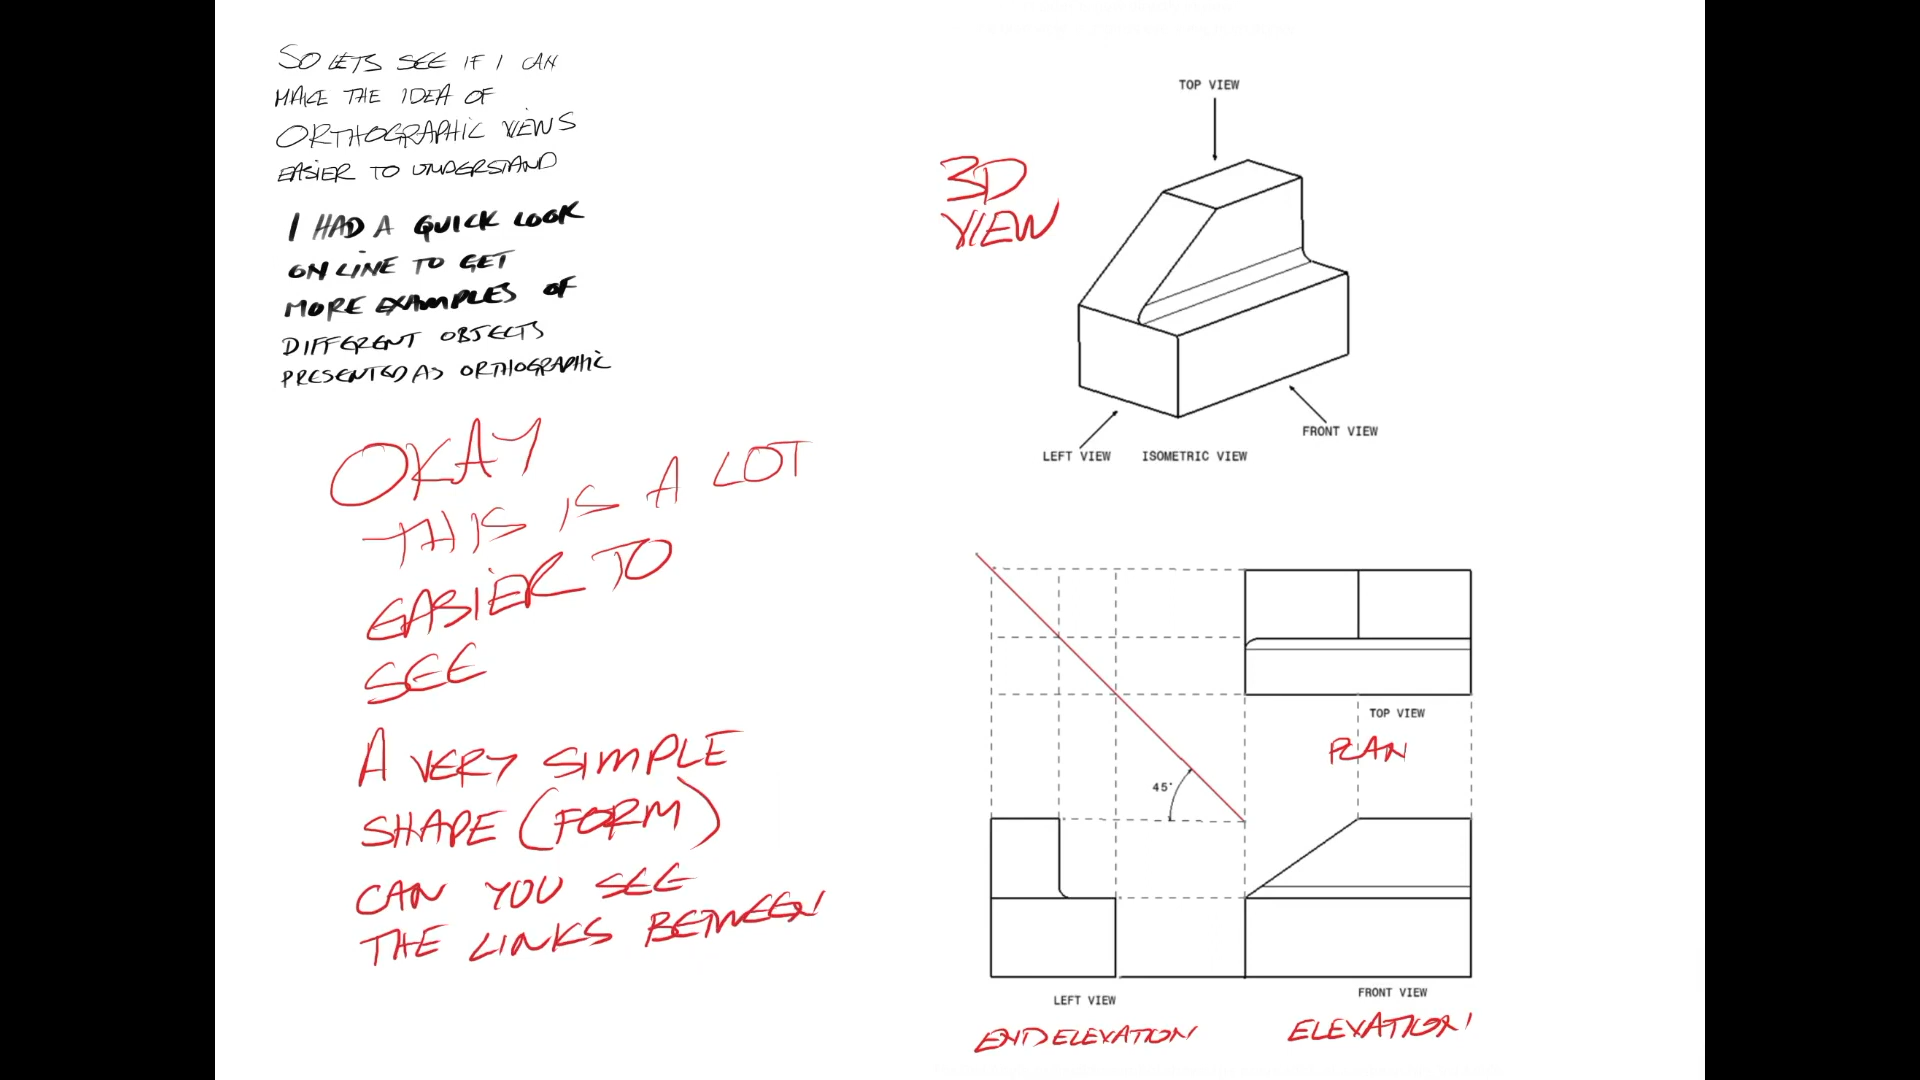 SO LETS SEE IF I CAN
MAKE THE IDEA OF
ORTHOGRAPHIC VIEWS
EASIER TO UNDERSTAND
I HAD A QUICK LOOK
ON LINE TO GET
MORE EXAMPLES OF
DIFFERENT OBJECTS
PRESENTED AS ORTHOGRAPHIC
OKAY
THIS IS A LOT
EASIER TO
SEE
A VERY SIMPLE
SHAPE (FORM)
CAN YOU SEE
THE LINKS BETWEEN
TOP VIEW
3D
VIEW
FRONT VIEW
LEFT VIEW ISOMETRIC VIEW
TOP VIEW
PLAN
45°
LEFT VIEW
FRONT VIEW
END ELEVATION
ELEVATION